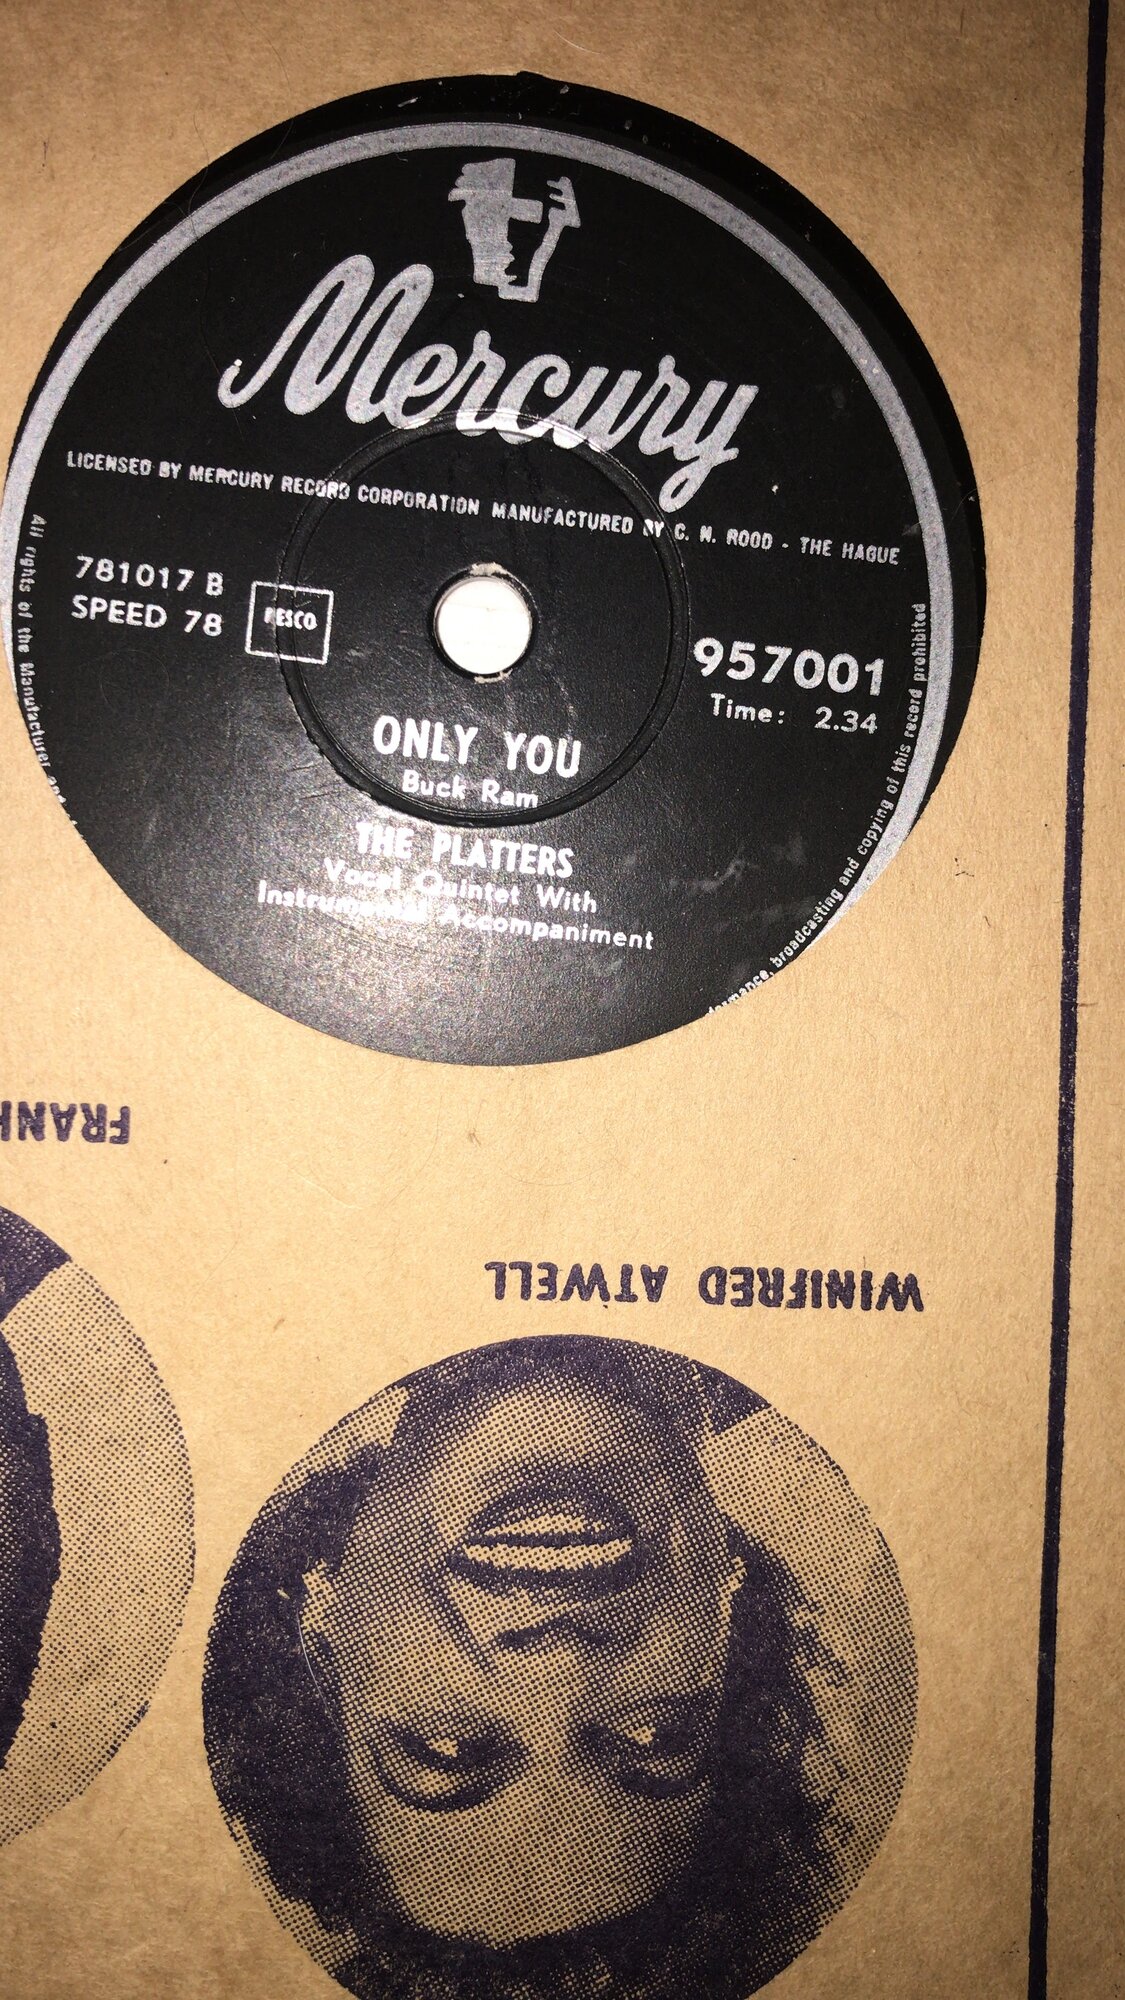 Mercury
LICENSED BY MERCURY RECORD CORPORATION MANUFACTURED BY C. N. ROOD - THE HAGUE
781017 B
SPEED 78
957001
Time: 2.34
ONLY YOU
Buck Ram
THE PLATTERS
Vocal Quintet With
Instrumental Accompaniment
All rights of the Manufacturer and
broadcasting and copying of this record prohibited
WINIFRED ATWELL